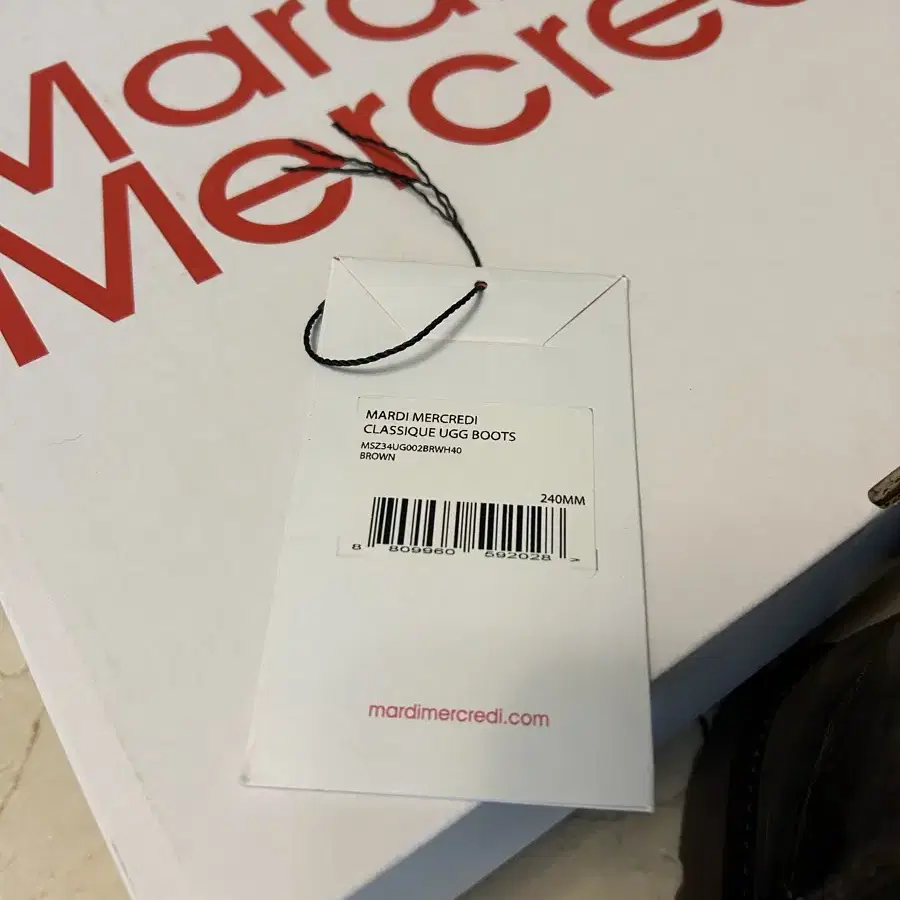 Mardi
Mercredi
MARDI MERCREDI
CLASSIQUE UGG BOOTS
MSZ34UG002BRWH40
BROWN
240MM
8 809960 592028 >
mardimercredi.com